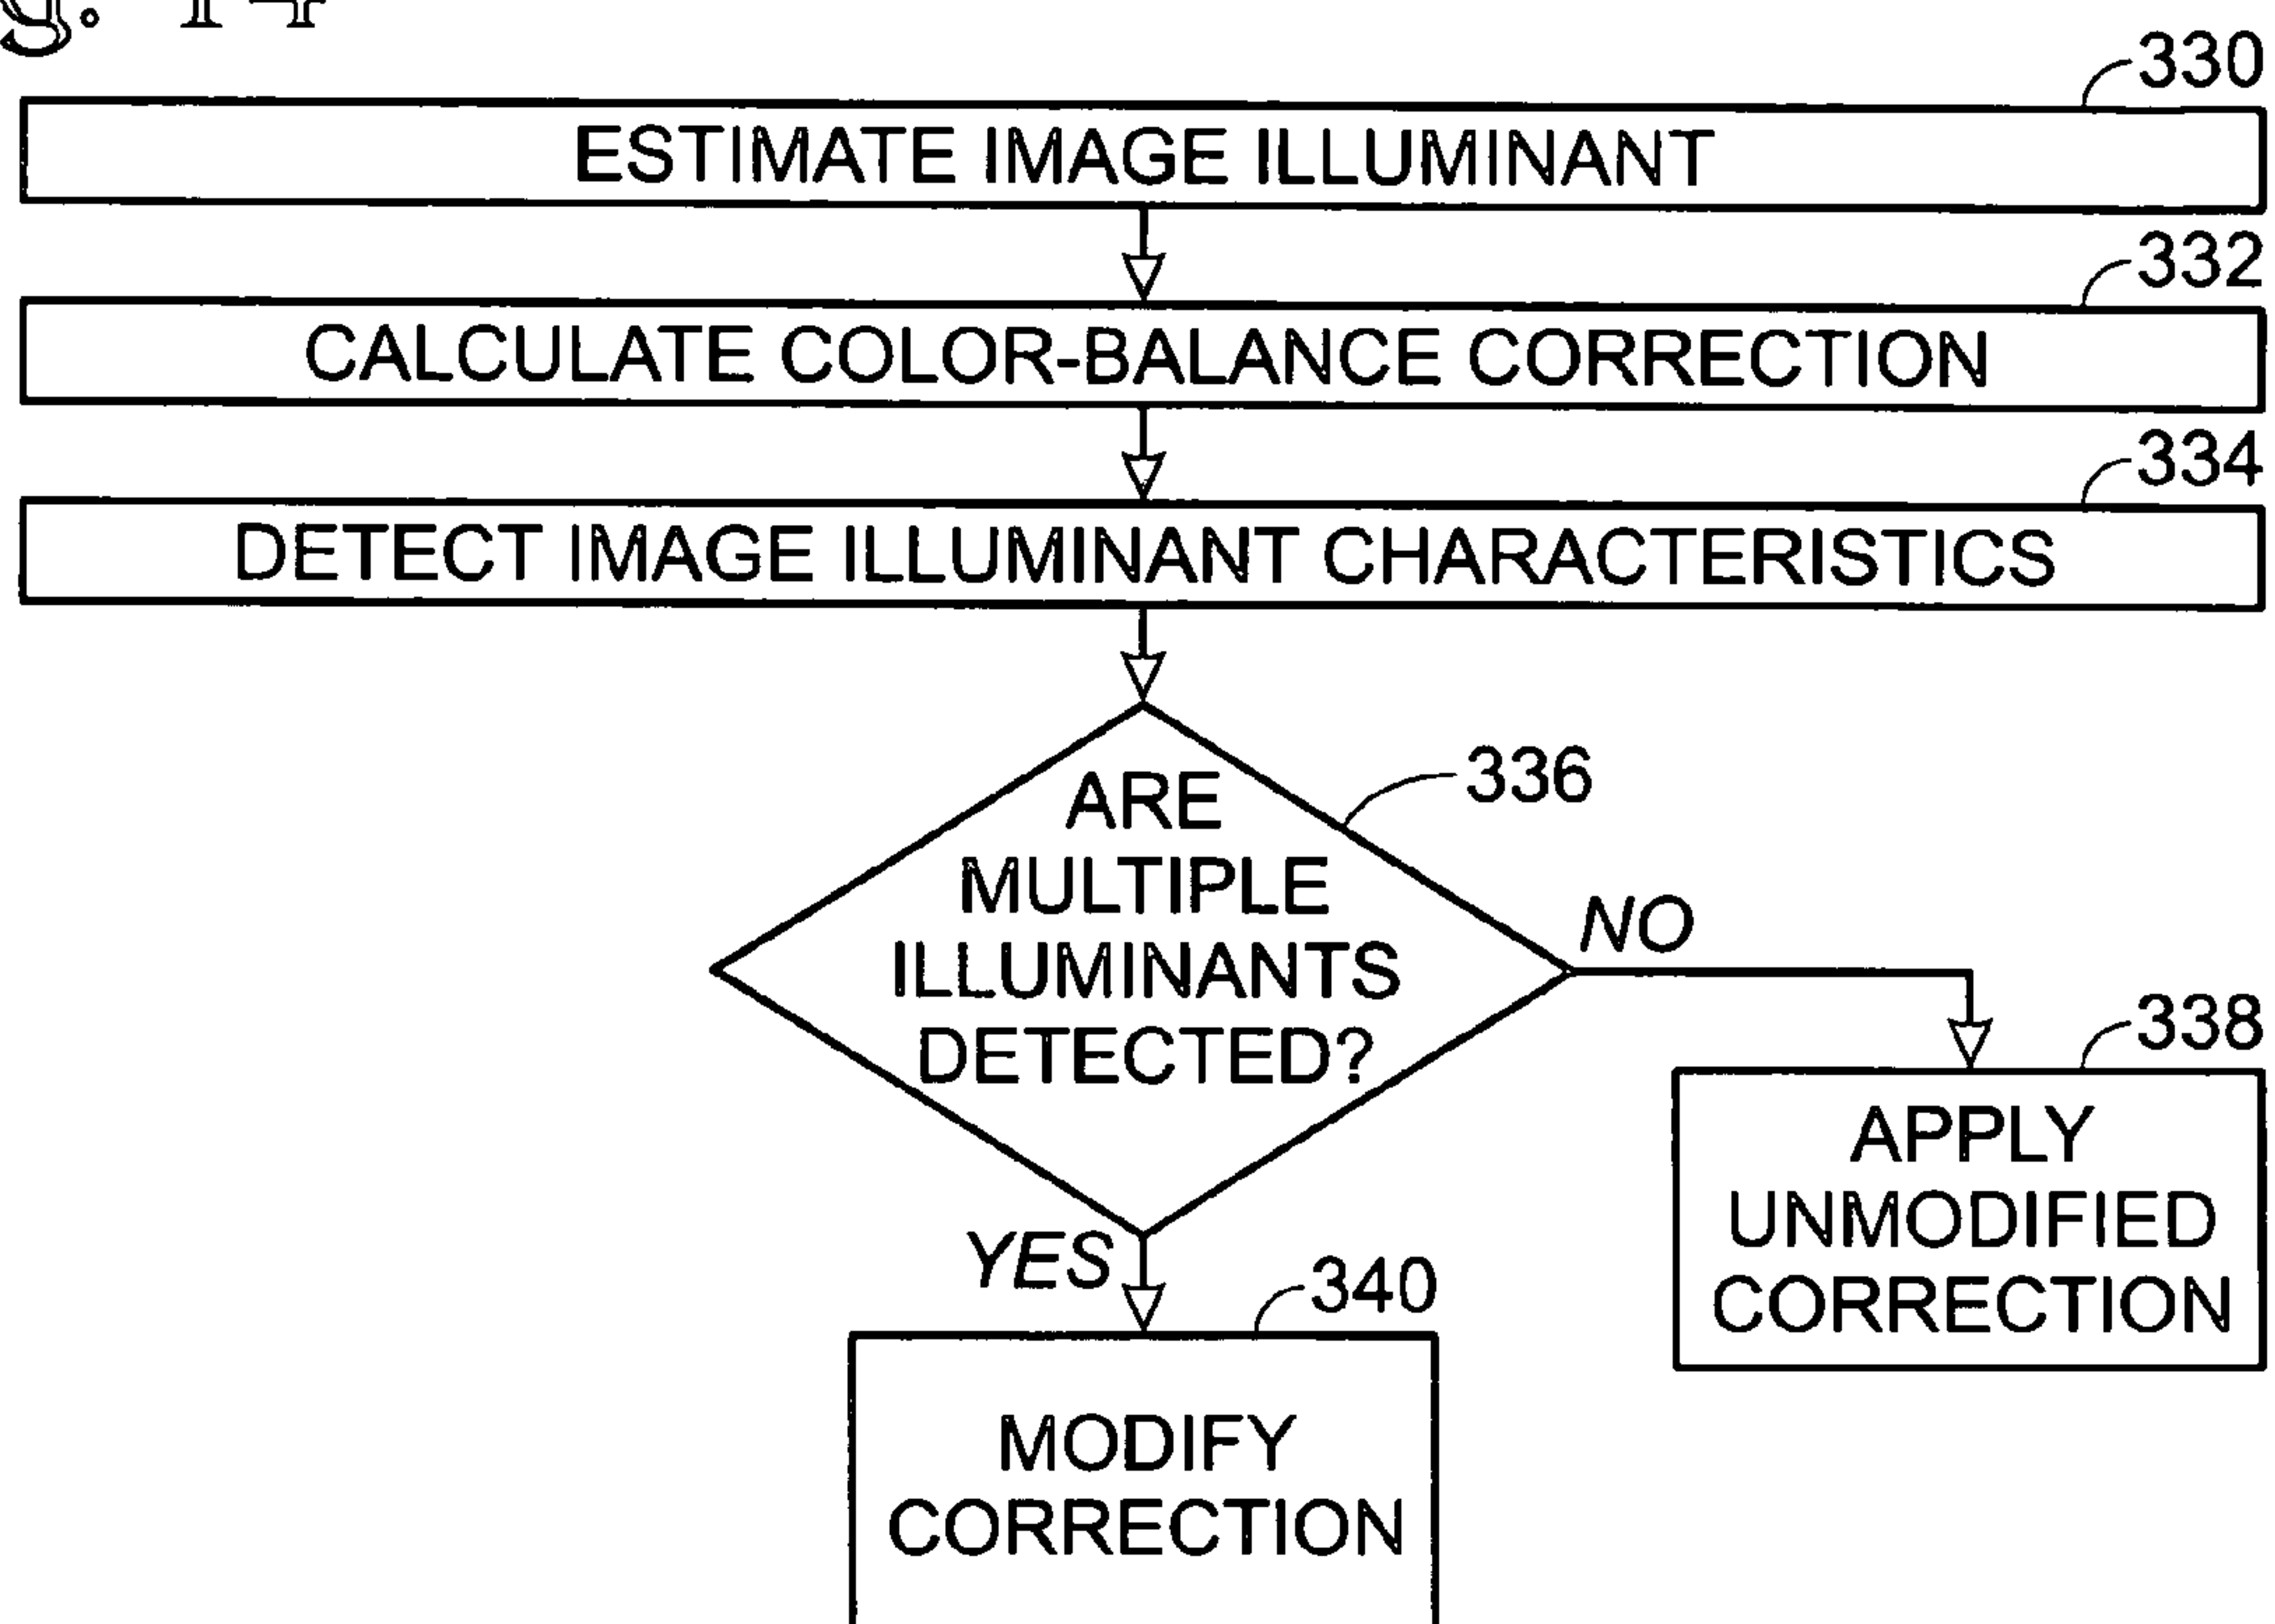 g. 14
330
ESTIMATE IMAGE ILLUMINANT
332
CALCULATE COLOR-BALANCE CORRECTION
334
DETECT IMAGE ILLUMINANT CHARACTERISTICS
336
ARE
MULTIPLE
ILLUMINANTS
DETECTED?
NO
338
APPLY
UNMODIFIED
CORRECTION
YES
340
MODIFY
CORRECTION